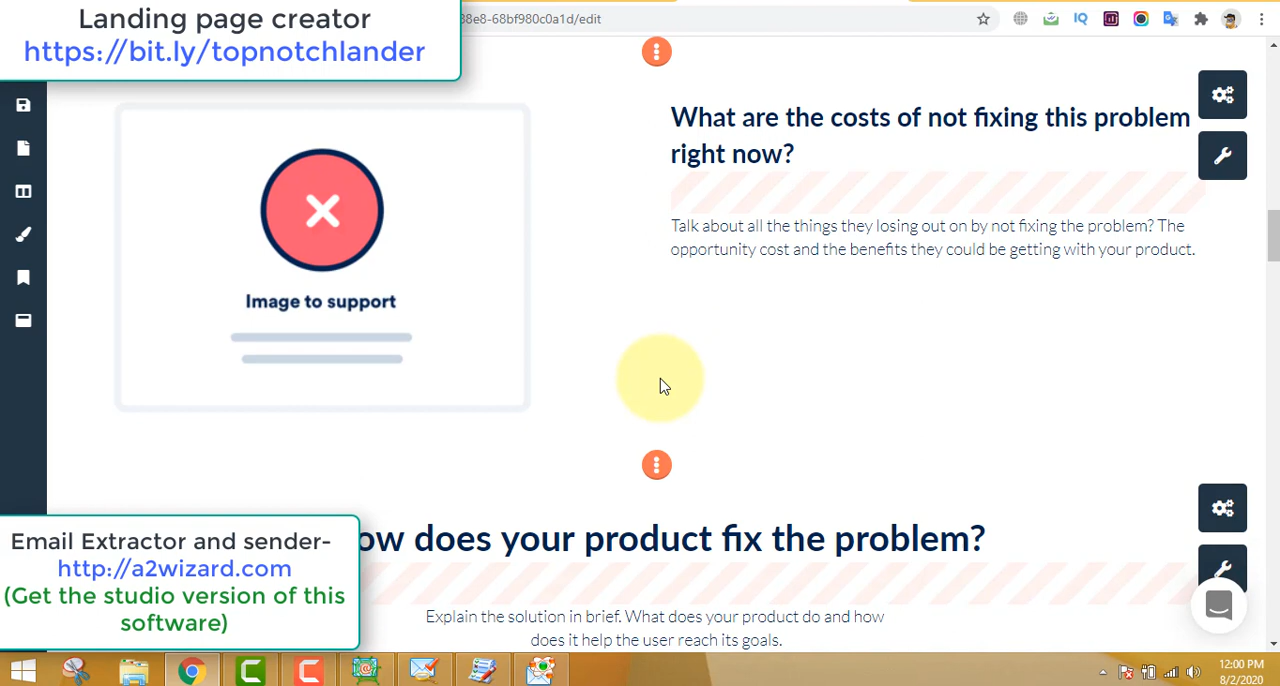 Landing page creator
https://bit.ly/topnotchlander
38e8-68bf980c0a1d/edit
IQ
What are the costs of not fixing this problem
right now?
Talk about all the things they losing out on by not fixing the problem? The
opportunity cost and the benefits they could be getting with your product.
Image to support
ow does your product fix the problem?
Explain the solution in brief. What does your product do and how
does it help the user reach its goals.
Email Extractor and sender-
http://a2wizard.com
(Get the studio version of this
software)
12:00 PM
8/2/2020